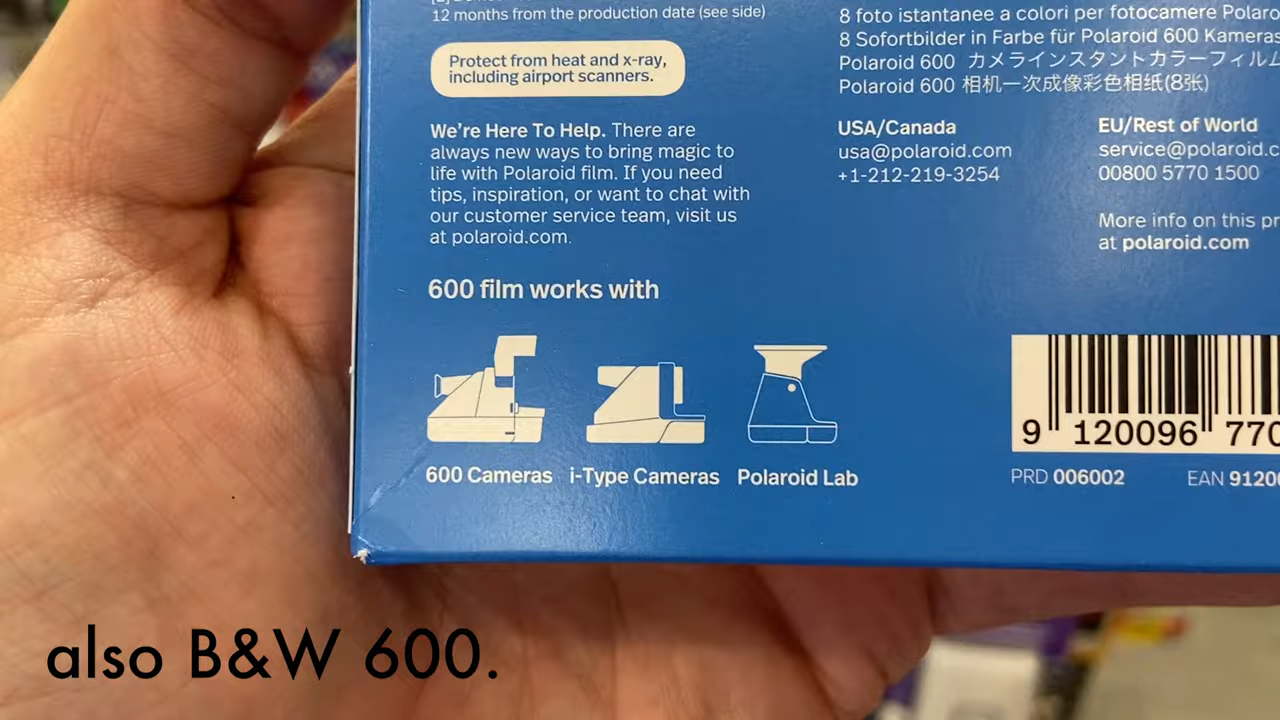 12 months from the production date (see side)
Protect from heat and x-ray,
including airport scanners.
We're Here To Help. There are
always new ways to bring magic to
life with Polaroid film. If you need
tips, inspiration, or want to chat with
our customer service team, visit us
at polaroid.com.
600 film works with
600 Cameras
i-Type Cameras
Polaroid Lab
8 foto istantanee a colori per fotocamere Polaro
8 Sofortbilder in Farbe für Polaroid 600 Kameras
Polaroid 600 カメラインスタントカラーフィルム
Polaroid 600 相机一次成像彩色相纸(8张)
USA/Canada
usa@polaroid.com
+1-212-219-3254
EU/Rest of World
service@polaroid.c
00800 5770 1500
More info on this pr
at polaroid.com
9 120096 770
PRD 006002
EAN 91200
also B&W 600.